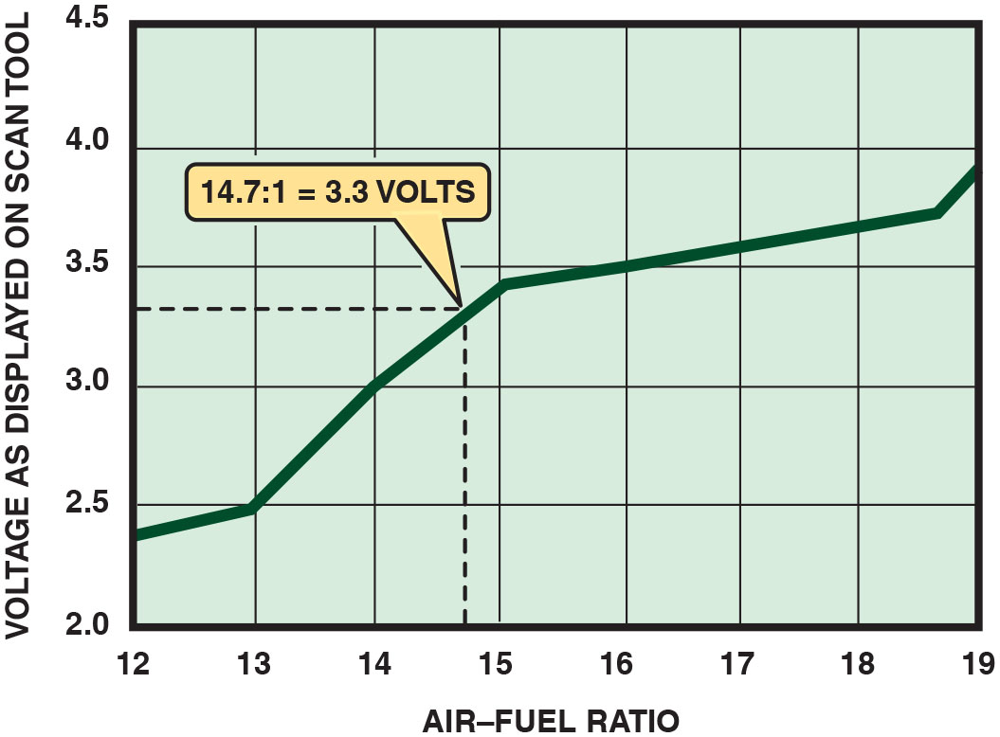 VOLTAGE AS DISPLAYED ON SCAN TOOL
4.5
4.0
3.5
3.0
2.5
2.0
14.7:1 = 3.3 VOLTS
12 13 14 15 16 17 18 19
AIR–FUEL RATIO